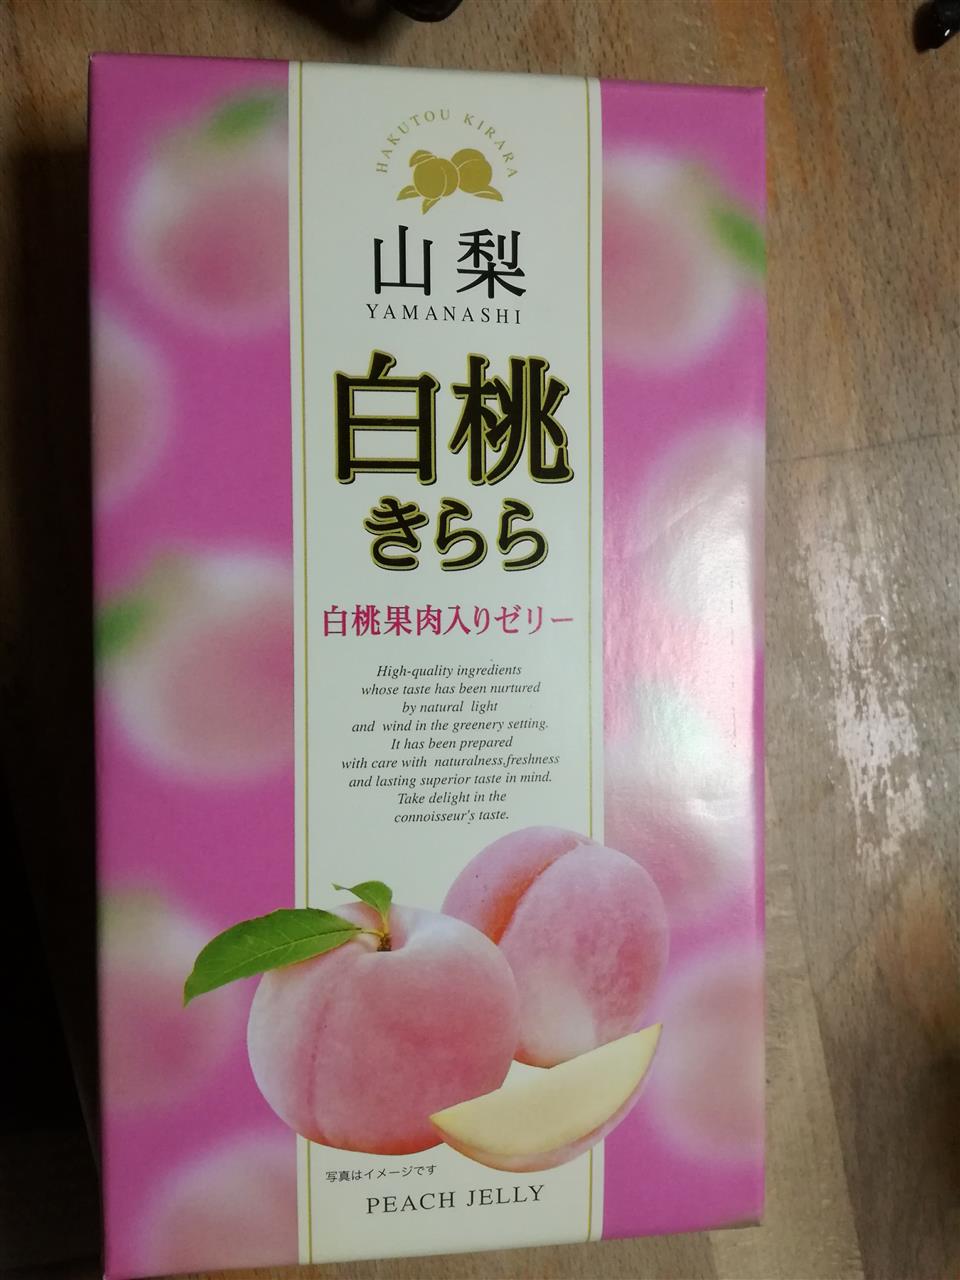 HAKUTOU KIRARA
山梨
YAMANASHI
白桃
きらら
白桃果肉入りゼリー
High-quality ingredients
whose taste has been nurtured
by natural light
and wind in the greenery setting.
It has been prepared
with care with naturalness,freshness
and lasting superior taste in mind.
Take delight in the
connoisseur's taste.
写真はイメージです
PEACH JELLY